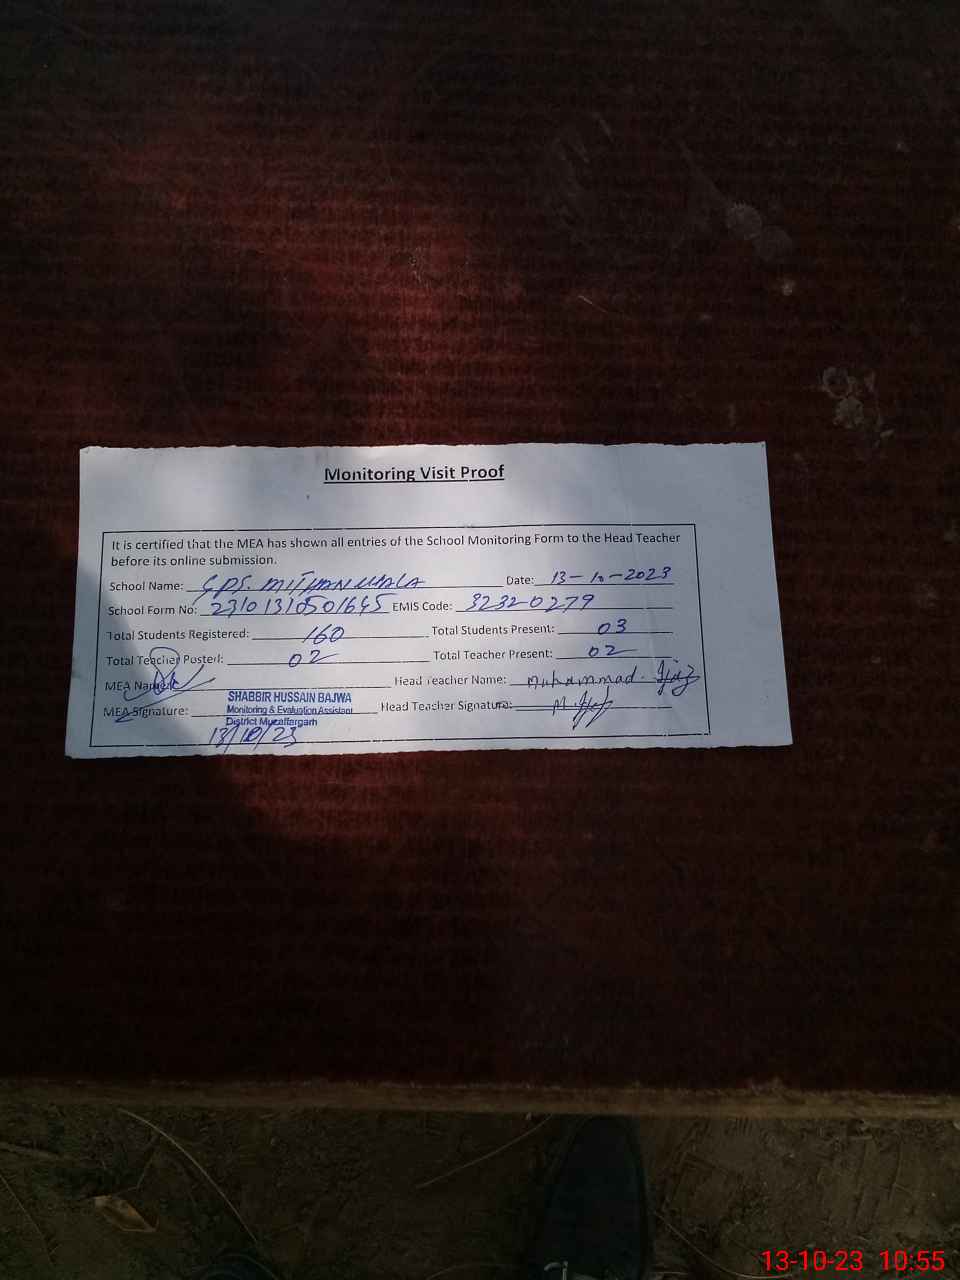 Monitoring Visit Proof
It is certified that the MEA has shown all entries of the School Monitoring Form to the Head Teacher
before its online submission.
School Name: GPS. MITHANWALA Date: 13-10-2023
School Form No: 23101310501645 EMIS Code: 32320279
Total Students Registered: 160 Total Students Present: 03
Total Teacher Posted: 02 Total Teacher Present: 02
MEA Name: Head Teacher Name: Muhammad Ijaz
MEA Signature: Head Teacher Signature:
SHABBIR HUSSAIN BAJWA
Monitoring & Evaluation Assistant
District Muzaffargarh
13/10/23
13-10-23 10:55